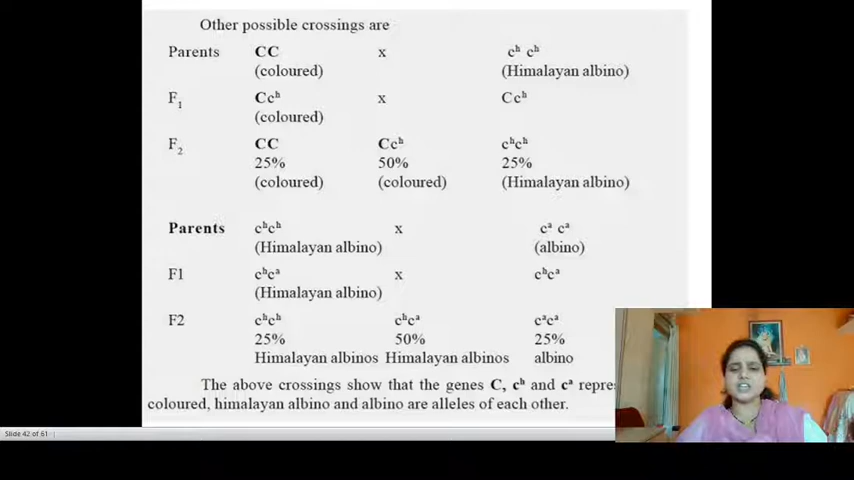 Other possible crossings are
Parents CC x cʰ cʰ
(coloured) (Himalayan albino)
F₁ Ccʰ x Ccʰ
(coloured)
F₂ CC Ccʰ cʰcʰ
25% 50% 25%
(coloured) (coloured) (Himalayan albino)
Parents cʰcʰ x cᵃ cᵃ
(Himalayan albino) (albino)
F1 cʰcᵃ x cʰcᵃ
(Himalayan albino)
F2 cʰcʰ cʰcᵃ cᵃcᵃ
25% 50% 25%
Himalayan albinos Himalayan albinos albino
The above crossings show that the genes C, cʰ and cᵃ repre
coloured, himalayan albino and albino are alleles of each other.
Slide 42 of 61